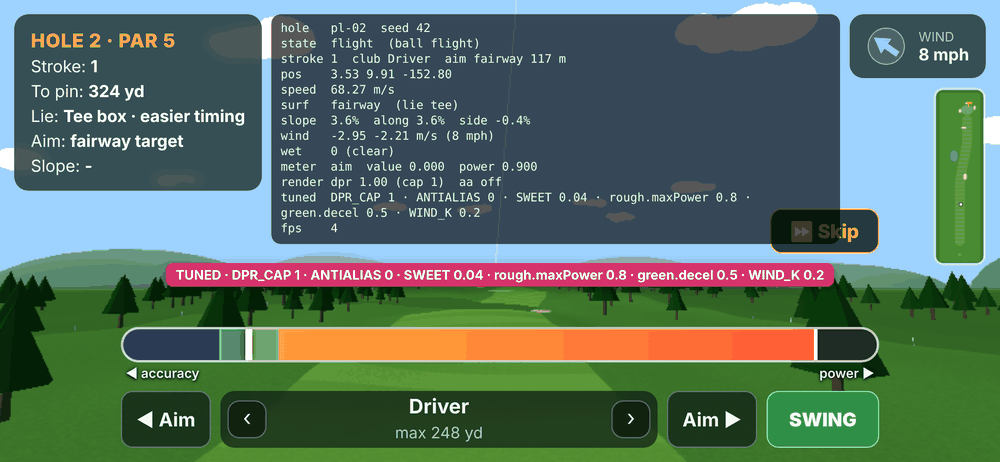 HOLE 2 · PAR 5
Stroke: 1
To pin: 324 yd
Lie: Tee box · easier timing
Aim: fairway target
Slope: -
hole pl-02 seed 42
state flight (ball flight)
stroke 1 club Driver aim fairway 117 m
pos 3.53 9.91 -152.80
speed 68.27 m/s
surf fairway (lie tee)
slope 3.6% along 3.6% side -0.4%
wind -2.95 -2.21 m/s (8 mph)
wet 0 (clear)
meter aim value 0.000 power 0.900
render dpr 1.00 (cap 1) aa off
tuned DPR_CAP 1 · ANTIALIAS 0 · SWEET 0.04 · rough.maxPower 0.8 ·
green.decel 0.5 · WIND_K 0.2
fps 4
WIND
8 mph
⏩ Skip
TUNED · DPR_CAP 1 · ANTIALIAS 0 · SWEET 0.04 · rough.maxPower 0.8 · green.decel 0.5 · WIND_K 0.2
◀ accuracy
power ▶
◀ Aim
‹
Driver
max 248 yd
›
Aim ▶
SWING